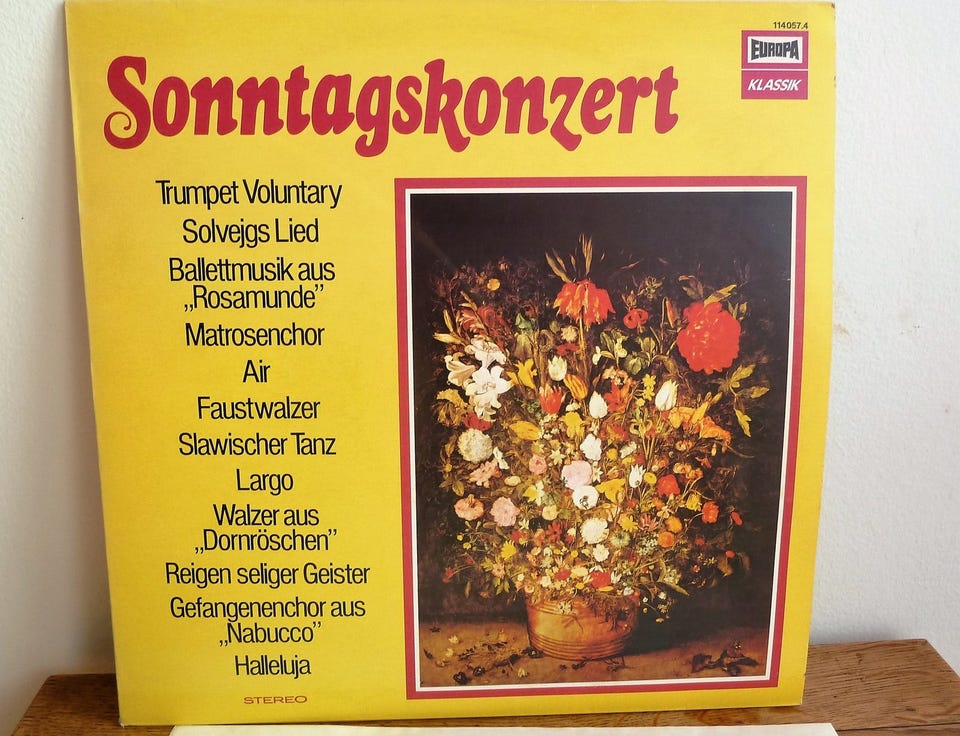 114 057.4
EUROPA
KLASSIK
Sonntagskonzert
Trumpet Voluntary
Solvejgs Lied
Ballettmusik aus
„Rosamunde”
Matrosenchor
Air
Faustwalzer
Slawischer Tanz
Largo
Walzer aus
„Dornröschen”
Reigen seliger Geister
Gefangenenchor aus
„Nabucco”
Halleluja
STEREO